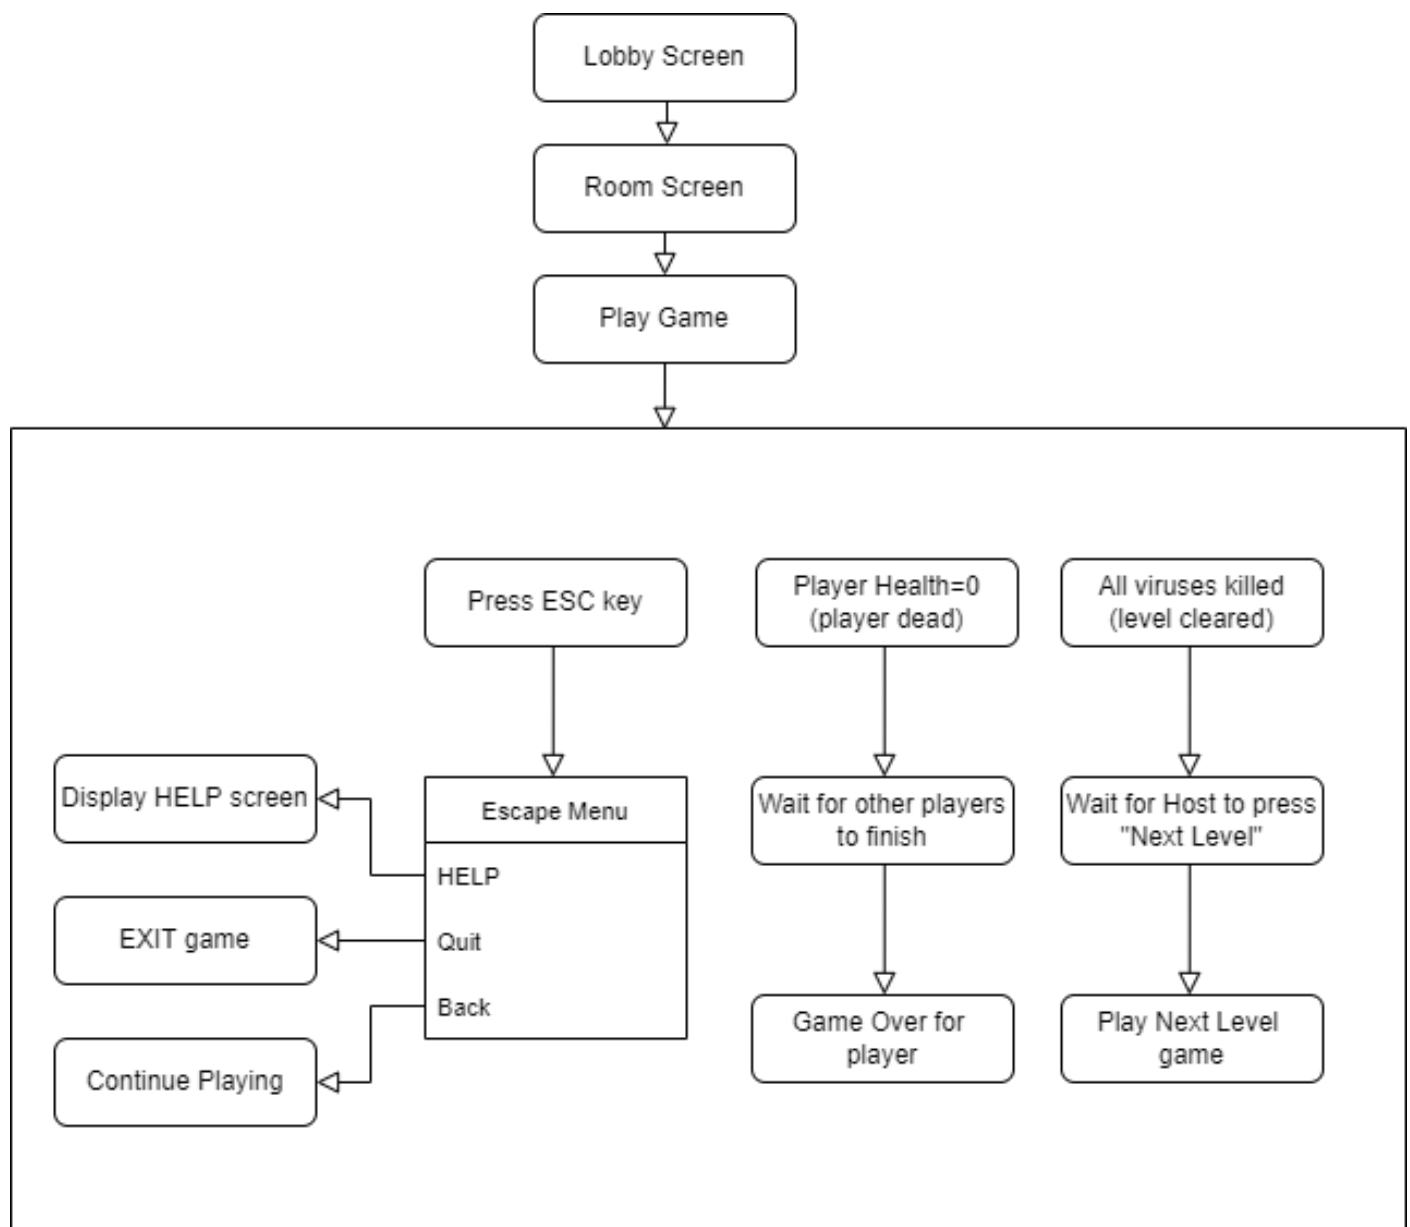 Lobby Screen
Room Screen
Play Game
Press ESC key
Player Health=0
(player dead)
All viruses killed
(level cleared)
Display HELP screen
EXIT game
Continue Playing
Escape Menu
HELP
Quit
Back
Wait for other players
to finish
Wait for Host to press
"Next Level"
Game Over for
player
Play Next Level
game